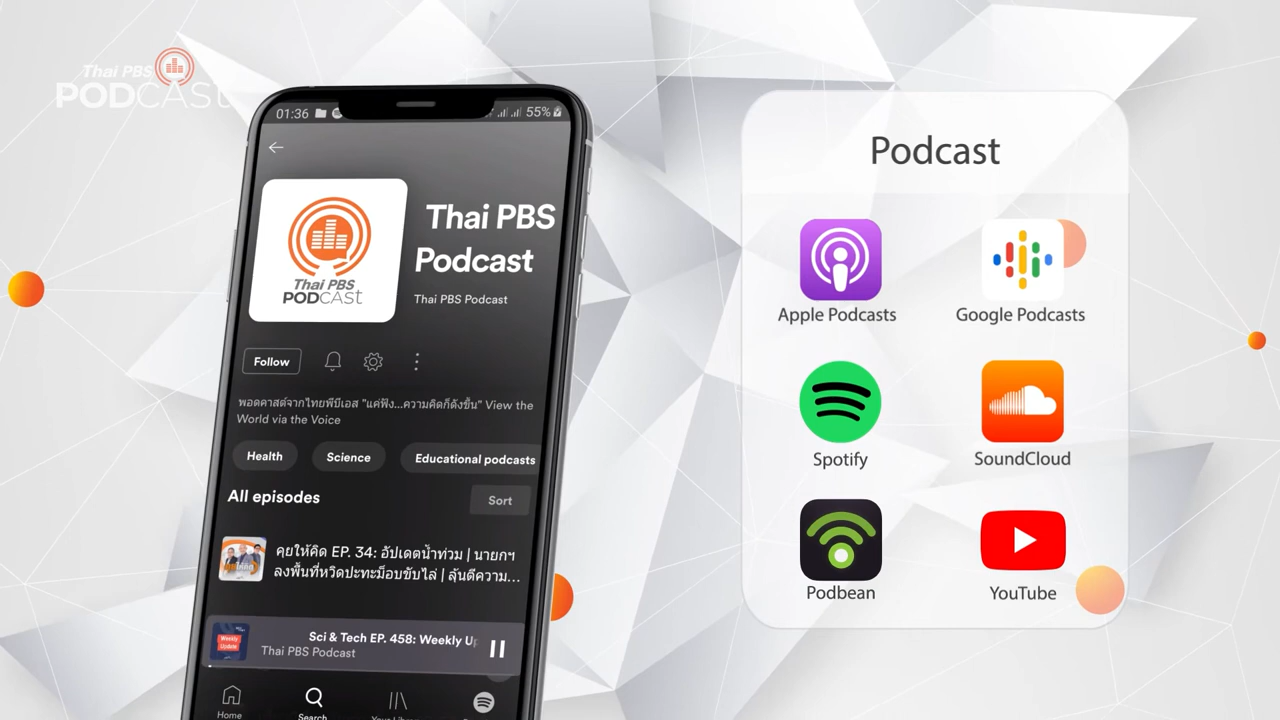 Thai PBS
PODCAST
01:36
55%
Thai PBS
PODCAST
Thai PBS
Podcast
Thai PBS Podcast
Follow
พอดคาสต์จากไทยพีบีเอส "แค่ฟัง...ความคิดก็ดังขึ้น" View the
World via the Voice
Health
Science
Educational podcasts
All episodes
Sort
คุยให้คิด EP. 34: อัปเดตน้ำท่วม | นายกฯ
ลงพื้นที่หวิดปะทะม็อบขับไล่ | ลุ้นตีความ...
Weekly
Update
Sci & Tech EP. 458: Weekly Up
Thai PBS Podcast
Home
Search
Podcast
Apple Podcasts
Google Podcasts
Spotify
SoundCloud
Podbean
YouTube